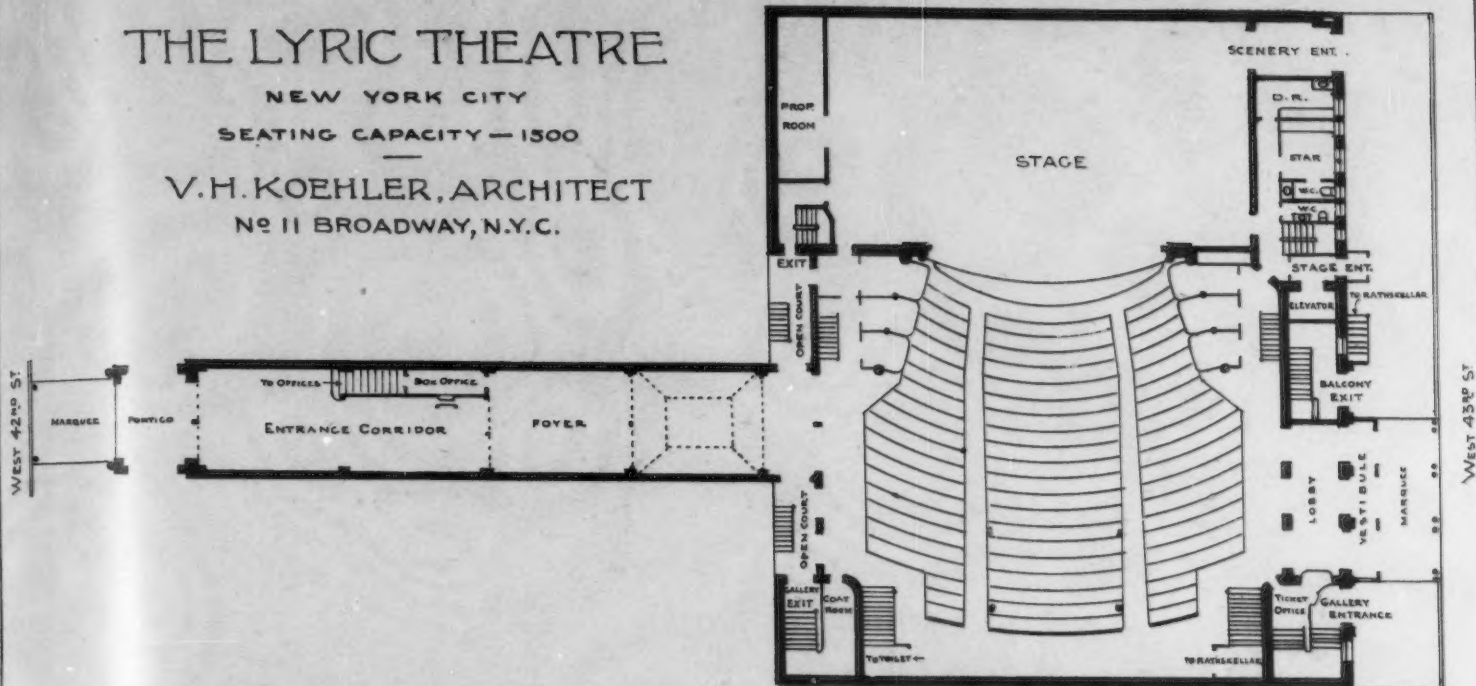 THE LYRIC THEATRE
NEW YORK CITY
SEATING CAPACITY — 1500
V. H. KOEHLER, ARCHITECT
No 11 BROADWAY, N.Y.C.
SCENERY ENT.
D.R.
PROP.
ROOM
STAGE
STAR
W.C.
W.C.
EXIT
STAGE ENT.
ELEVATOR
TO RATHSKELLAR
OPEN COURT
BALCONY
EXIT
WEST 42ND ST
MARQUEE
PORTICO
TO OFFICES
BOX OFFICE
ENTRANCE CORRIDOR
FOYER
WEST 43RD ST
LOBBY
VESTIBULE
MARQUEE
OPEN COURT
GALLERY
EXIT
COAT
ROOM
TO TOILET
TO RATHSKELLAR
TICKET
OFFICE
GALLERY
ENTRANCE